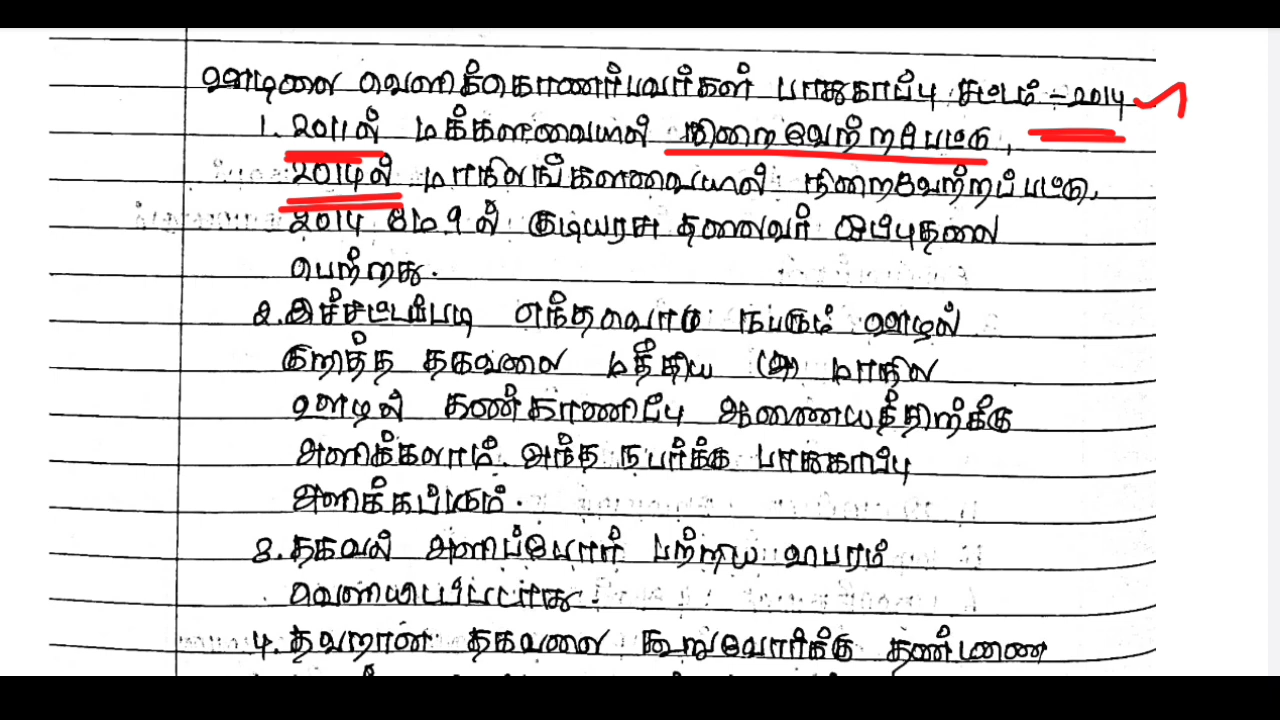 ஊழலை வெளிக்கொணர்பவர்கள் பாதுகாப்பு சட்டம் - 2014
1. 2011ல் மக்களவையில் நிறைவேற்றப்பட்டு,
2014ல் மாநிலங்களவையில் நிறைவேற்றப்பட்டு,
2014 மே 9 ல் குடியரசு தலைவர் ஒப்புதலை
பெற்றது.
2. இச்சட்டப்படி எந்தவொரு நபரும் ஊழல்
குறித்த தகவலை மத்திய (அ) மாநில
ஊழல் கண்காணிப்பு ஆணையத்திற்க்கு
அளிக்கலாம். அந்த நபர்க்கு பாதுகாப்பு
அளிக்கப்படும்.
3. தகவல் அளிப்போர் பற்றிய விபரம்
வெளியிடப்படாது.
4. தவறான தகவலை கூறுவோர்க்கு தண்டனை